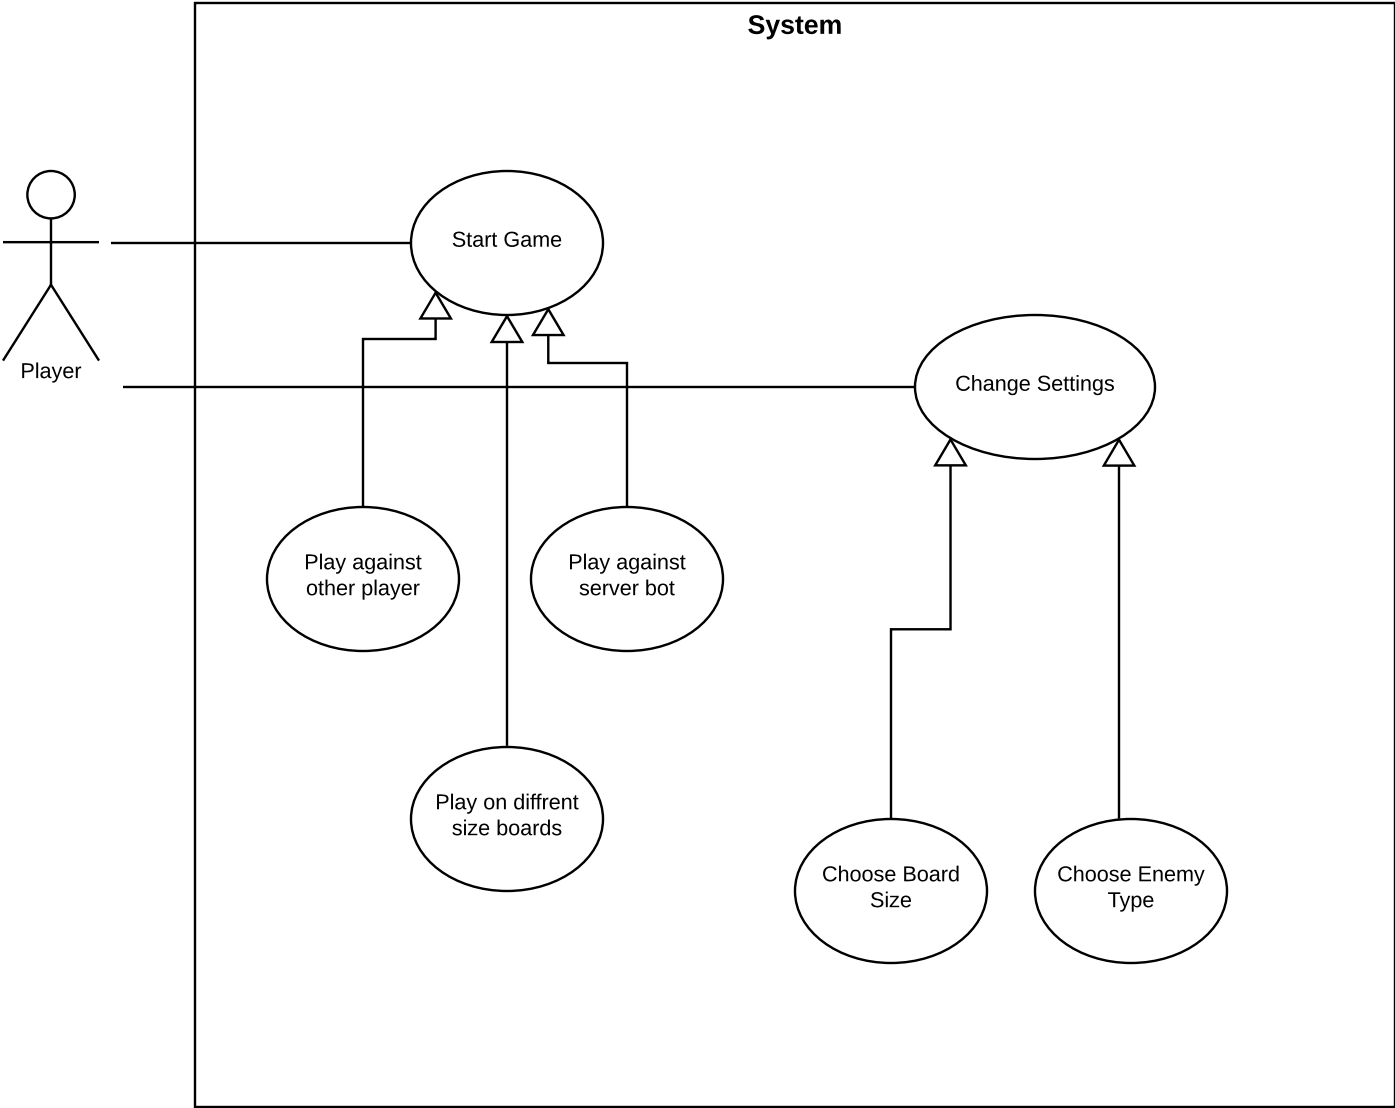 System
Start Game
Player
Change Settings
Play against
other player
Play against
server bot
Play on diffrent
size boards
Choose Board
Size
Choose Enemy
Type